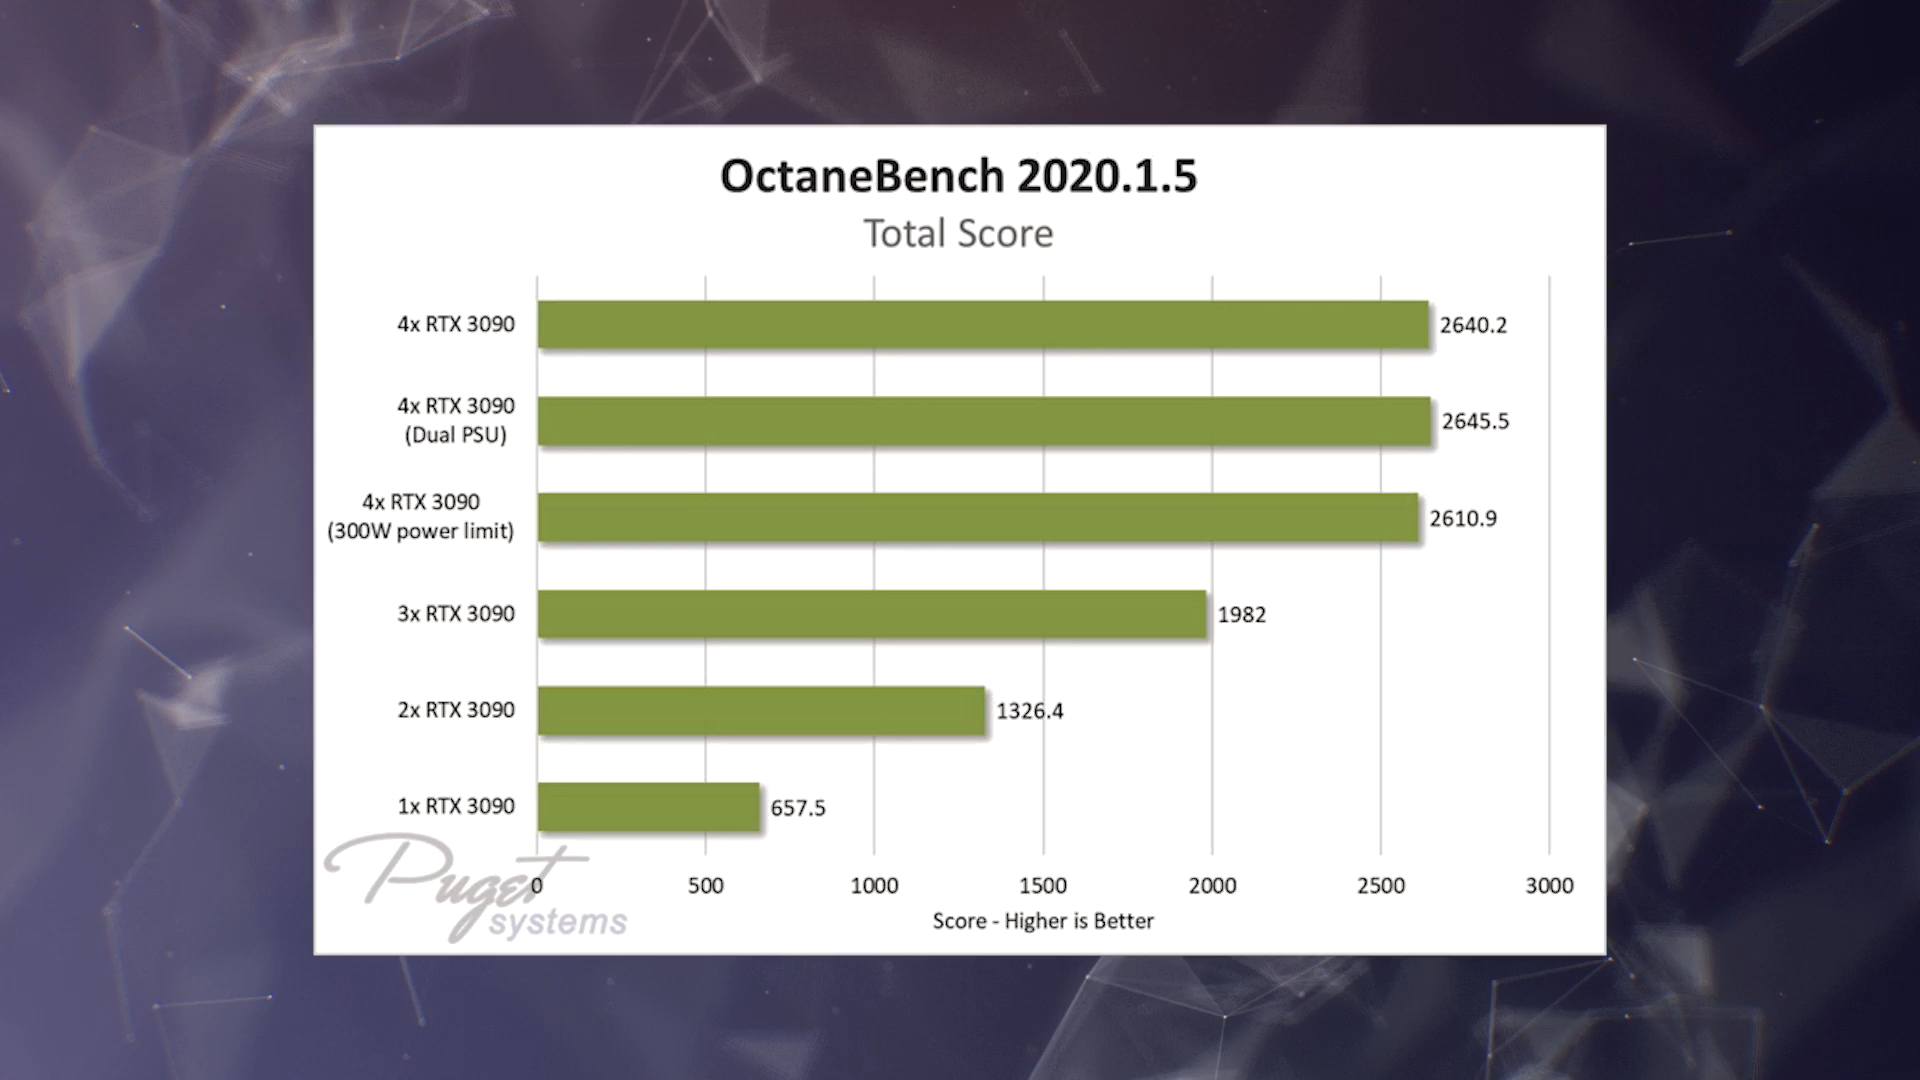 OctaneBench 2020.1.5
Total Score
4x RTX 3090
2640.2
4x RTX 3090
(Dual PSU)
2645.5
4x RTX 3090
(300W power limit)
2610.9
3x RTX 3090
1982
2x RTX 3090
1326.4
1x RTX 3090
657.5
0 500 1000 1500 2000 2500 3000
Score - Higher is Better
Puget
systems